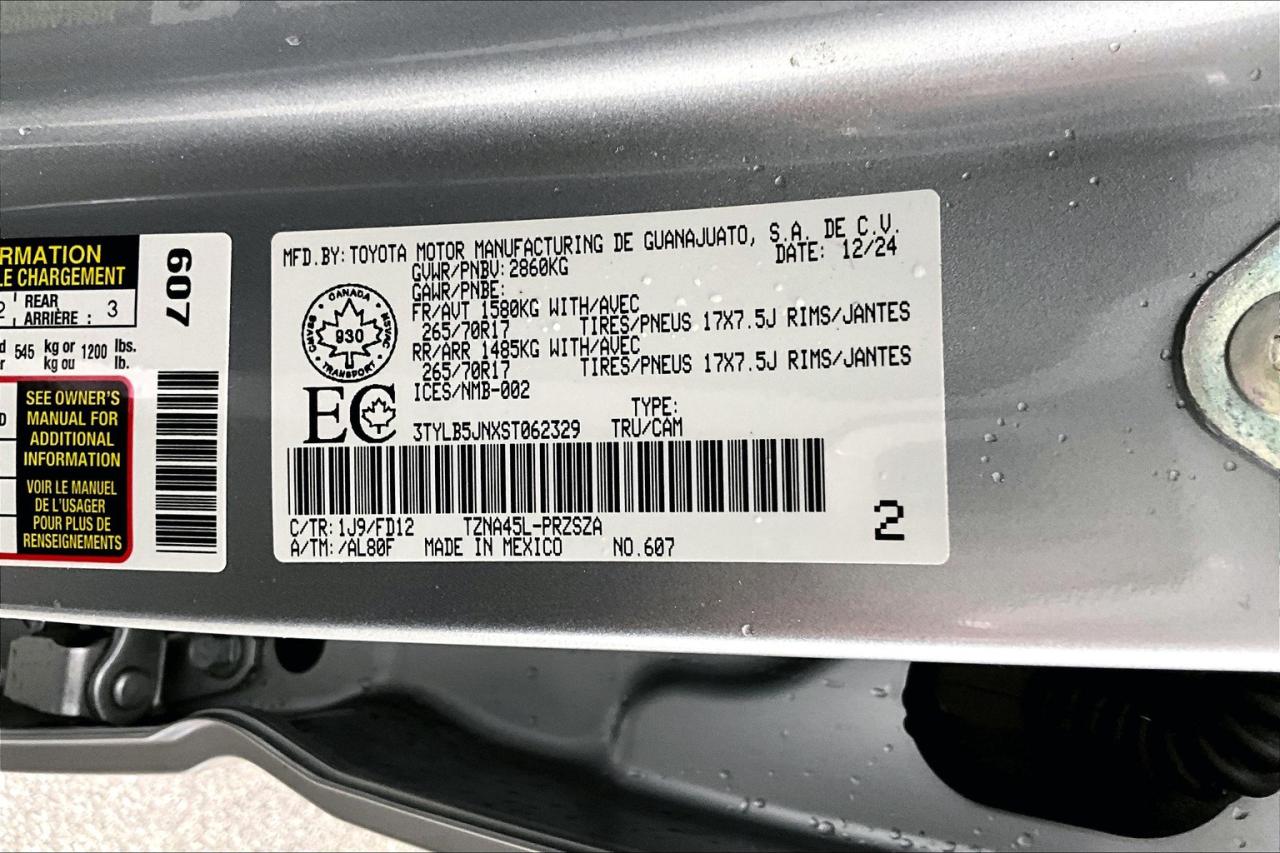 RMATION
LE CHARGEMENT
2 REAR ARRIÈRE : 3
545 kg or kg ou 1200 lbs. lb.
SEE OWNER'S
MANUAL FOR
ADDITIONAL
INFORMATION
VOIR LE MANUEL
DE L'USAGER
POUR PLUS DE
RENSEIGNEMENTS
607
MFD.BY: TOYOTA MOTOR MANUFACTURING DE GUANAJUATO, S.A. DE C.V.
GVWR/PNBV: 2860KG DATE: 12/24
GAWR/PNBE:
FR/AVT 1580KG WITH/AVEC
265/70R17 TIRES/PNEUS 17X7.5J RIMS/JANTES
RR/ARR 1485KG WITH/AVEC
265/70R17 TIRES/PNEUS 17X7.5J RIMS/JANTES
ICES/NMB-002
CANADA
930
TRANSPORT
EC
TYPE:
3TYLB5JNXST062329 TRU/CAM
C/TR: 1J9/FD12 TZNA45L-PRZSZA
A/TM: /AL80F MADE IN MEXICO NO.607
2